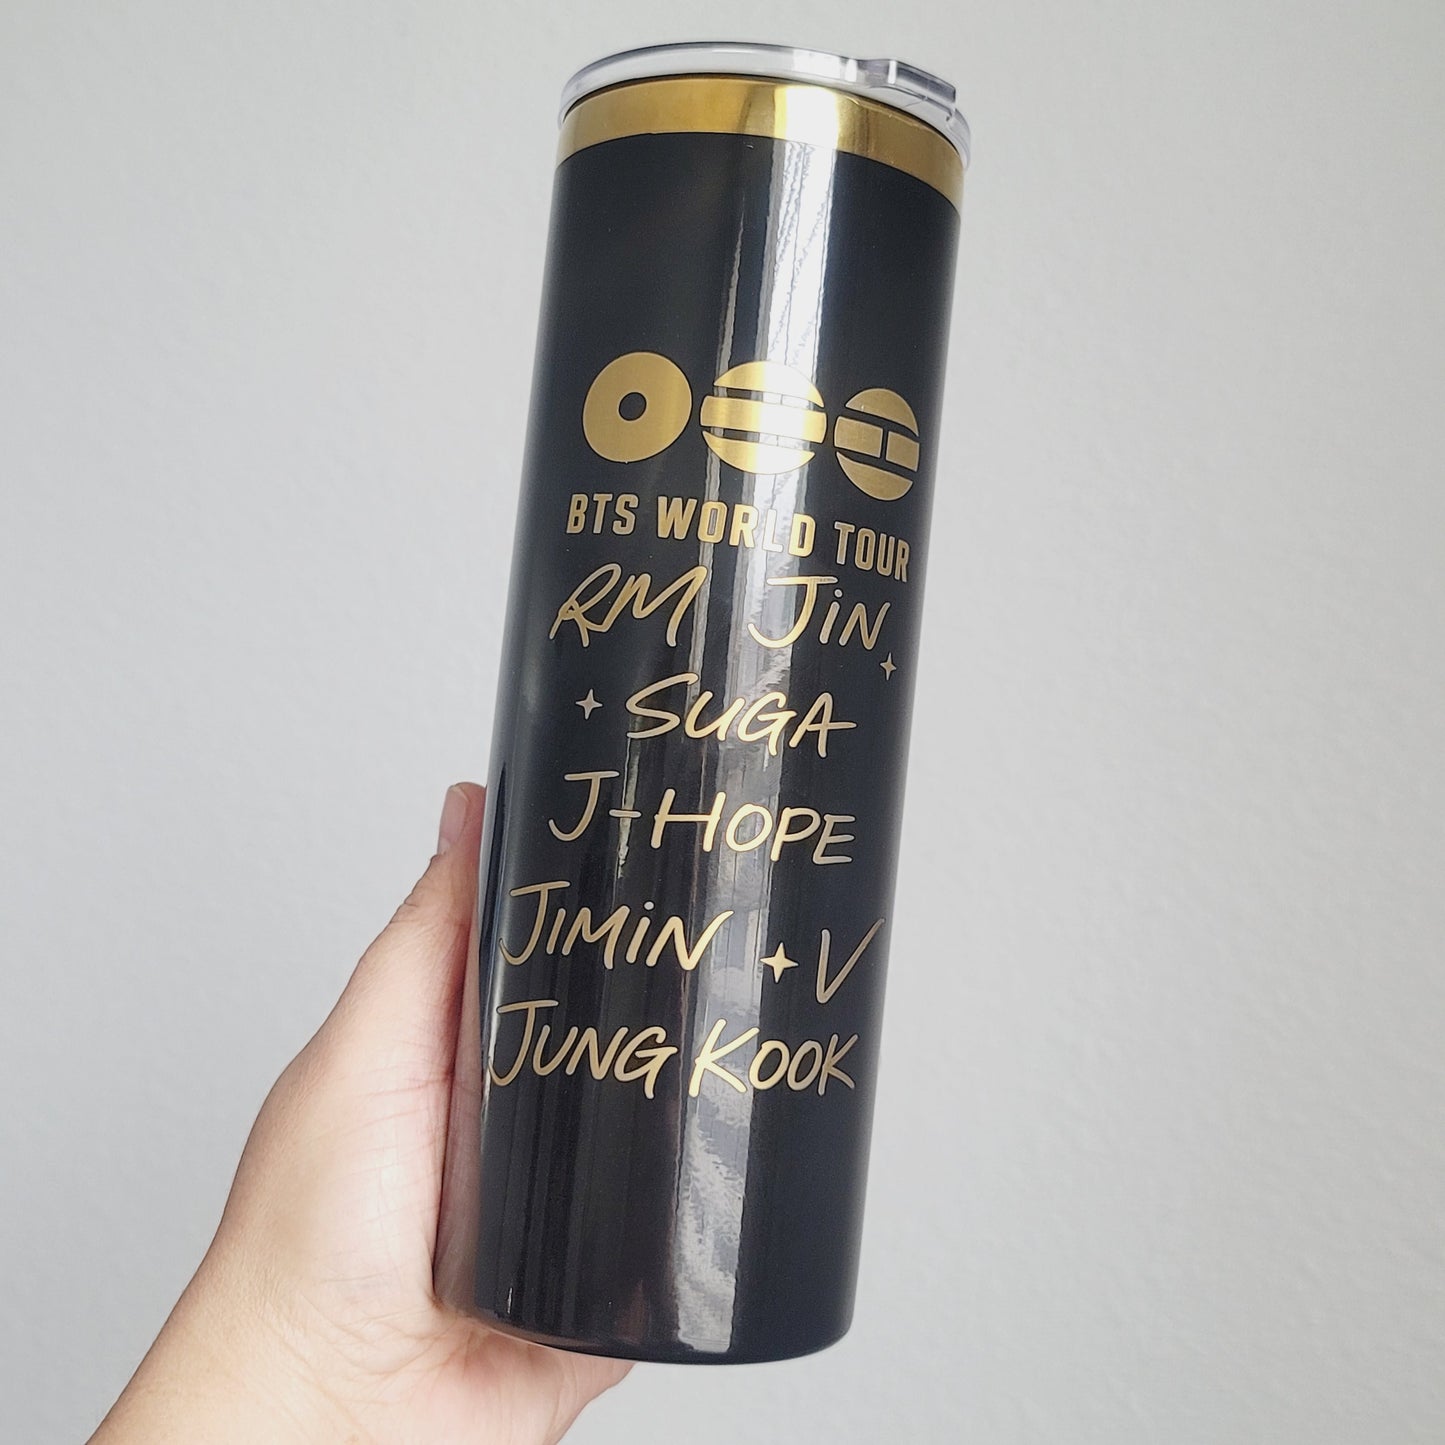 BTS WORLD TOUR
RM JiN
SUGA
J-HOPE
JIMiN V
JUNG KOOK